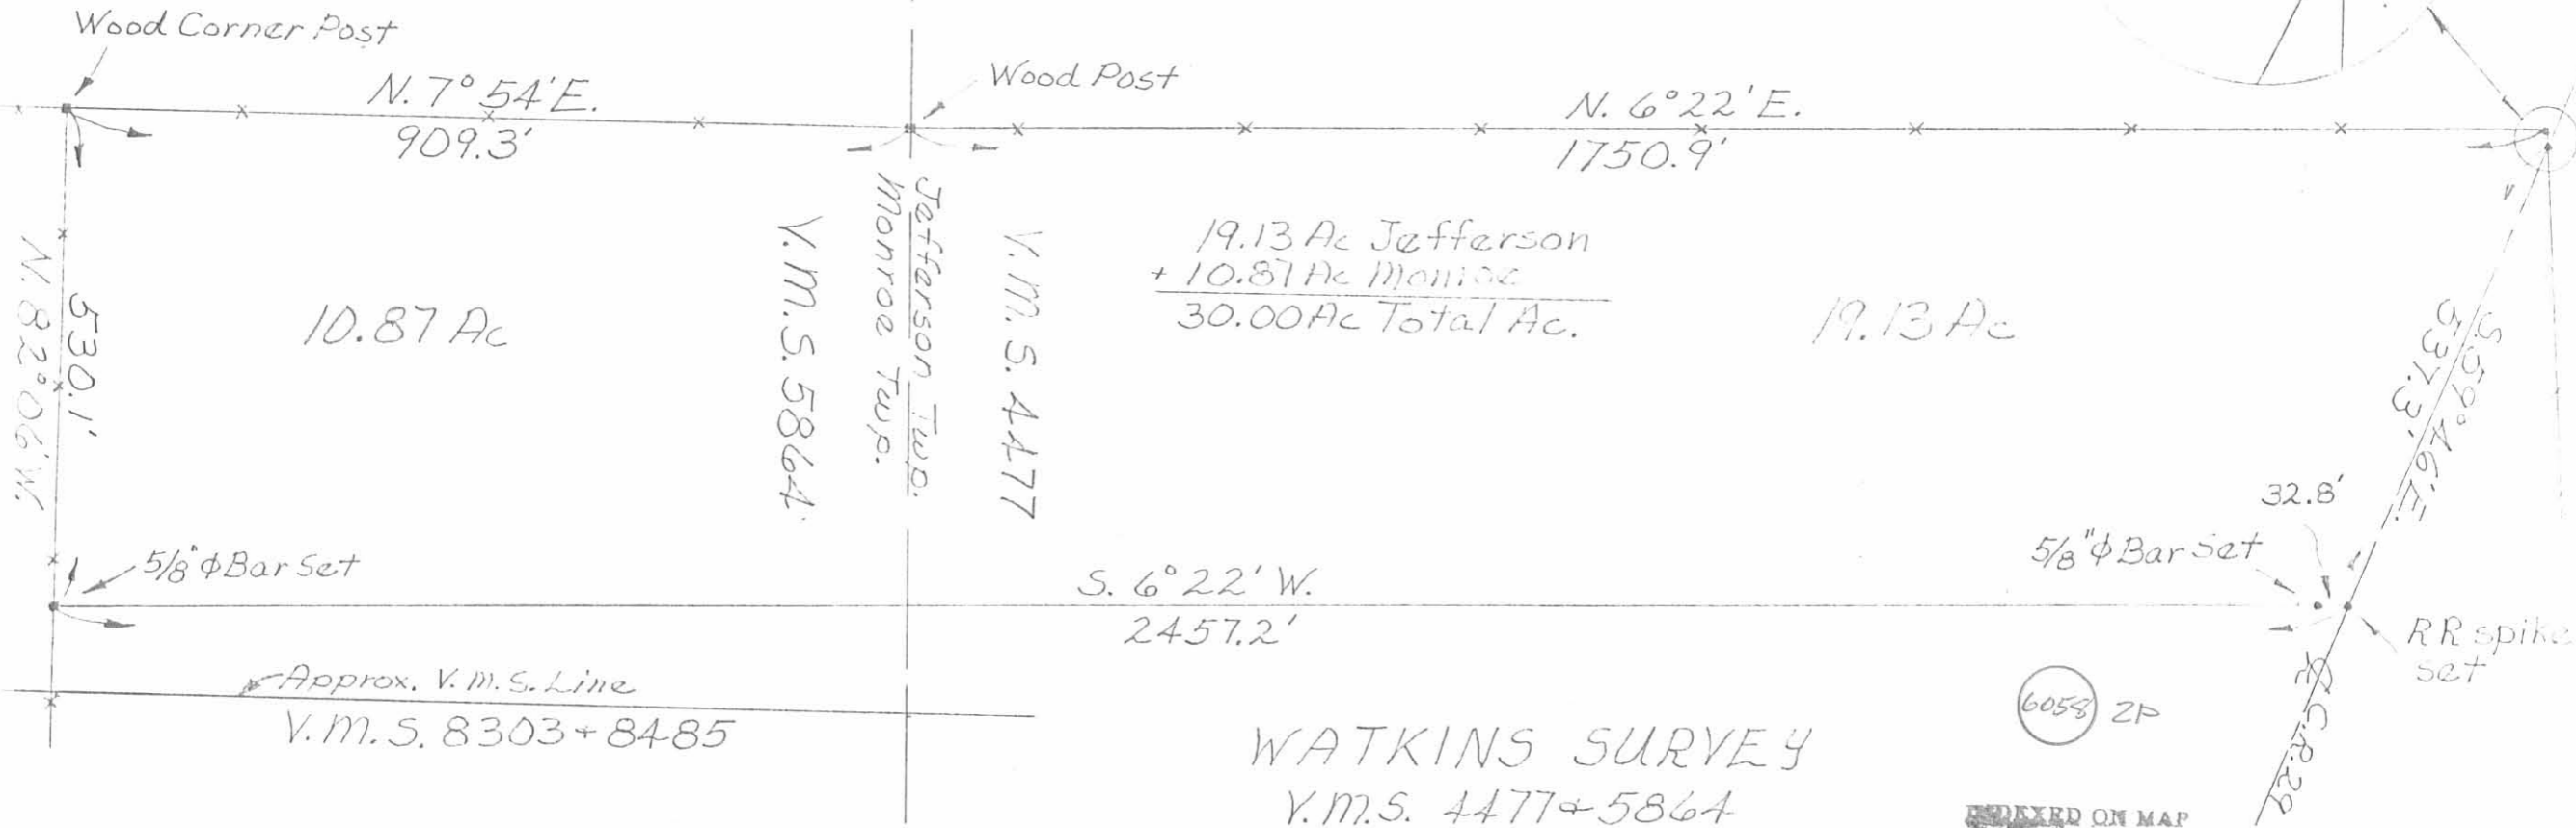 Wood Corner Post
N. 7° 54' E.
909.3'
Wood Post
N. 6° 22' E.
1750.9'
530.1'
N. 82° 06' W.
10.87 Ac
V.M.S. 5864
Monroe Twp.
Jefferson Twp.
V.M.S. 4477
19.13 Ac Jefferson
+ 10.87 Ac Monroe
30.00 Ac Total Ac.
19.13 Ac
S. 59° 46' E.
537.3'
32.8'
5/8" ϕ Bar Set
5/8" ϕ Bar Set
S. 6° 22' W.
2457.2'
RR spike
set
Approx. V.M.S. Line
V.M.S. 8303 + 8485
WATKINS SURVEY
V.M.S. 4477 + 5864
6058 ZP
℄ C.R. 29
INDEXED ON MAP